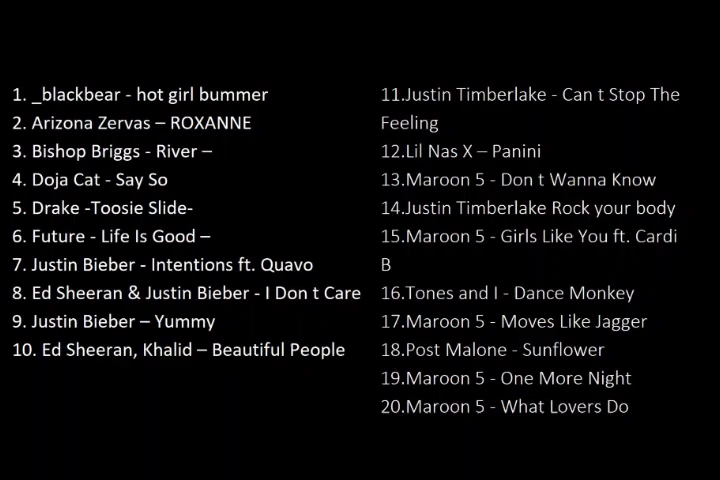 1. _blackbear - hot girl bummer
2. Arizona Zervas – ROXANNE
3. Bishop Briggs - River –
4. Doja Cat - Say So
5. Drake -Toosie Slide-
6. Future - Life Is Good –
7. Justin Bieber - Intentions ft. Quavo
8. Ed Sheeran & Justin Bieber - I Don t Care
9. Justin Bieber – Yummy
10. Ed Sheeran, Khalid – Beautiful People
11.Justin Timberlake - Can t Stop The
Feeling
12.Lil Nas X – Panini
13.Maroon 5 - Don t Wanna Know
14.Justin Timberlake Rock your body
15.Maroon 5 - Girls Like You ft. Cardi
B
16.Tones and I - Dance Monkey
17.Maroon 5 - Moves Like Jagger
18.Post Malone - Sunflower
19.Maroon 5 - One More Night
20.Maroon 5 - What Lovers Do